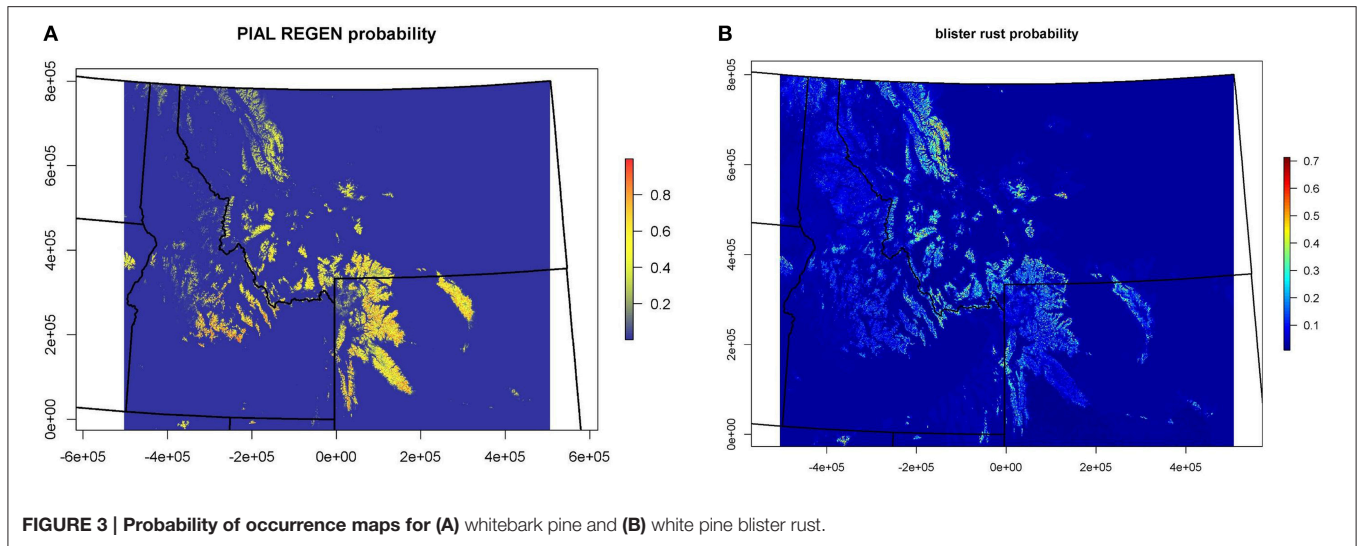 A
PIAL REGEN probability
8e+05
6e+05
4e+05
2e+05
0e+00
-6e+05 -4e+05 -2e+05 0e+00 2e+05 4e+05 6e+05
0.8
0.6
0.4
0.2
B
blister rust probability
8e+05
6e+05
4e+05
2e+05
0e+00
-4e+05 -2e+05 0e+00 2e+05 4e+05
0.7
0.6
0.5
0.4
0.3
0.2
0.1
FIGURE 3 | Probability of occurrence maps for (A) whitebark pine and (B) white pine blister rust.